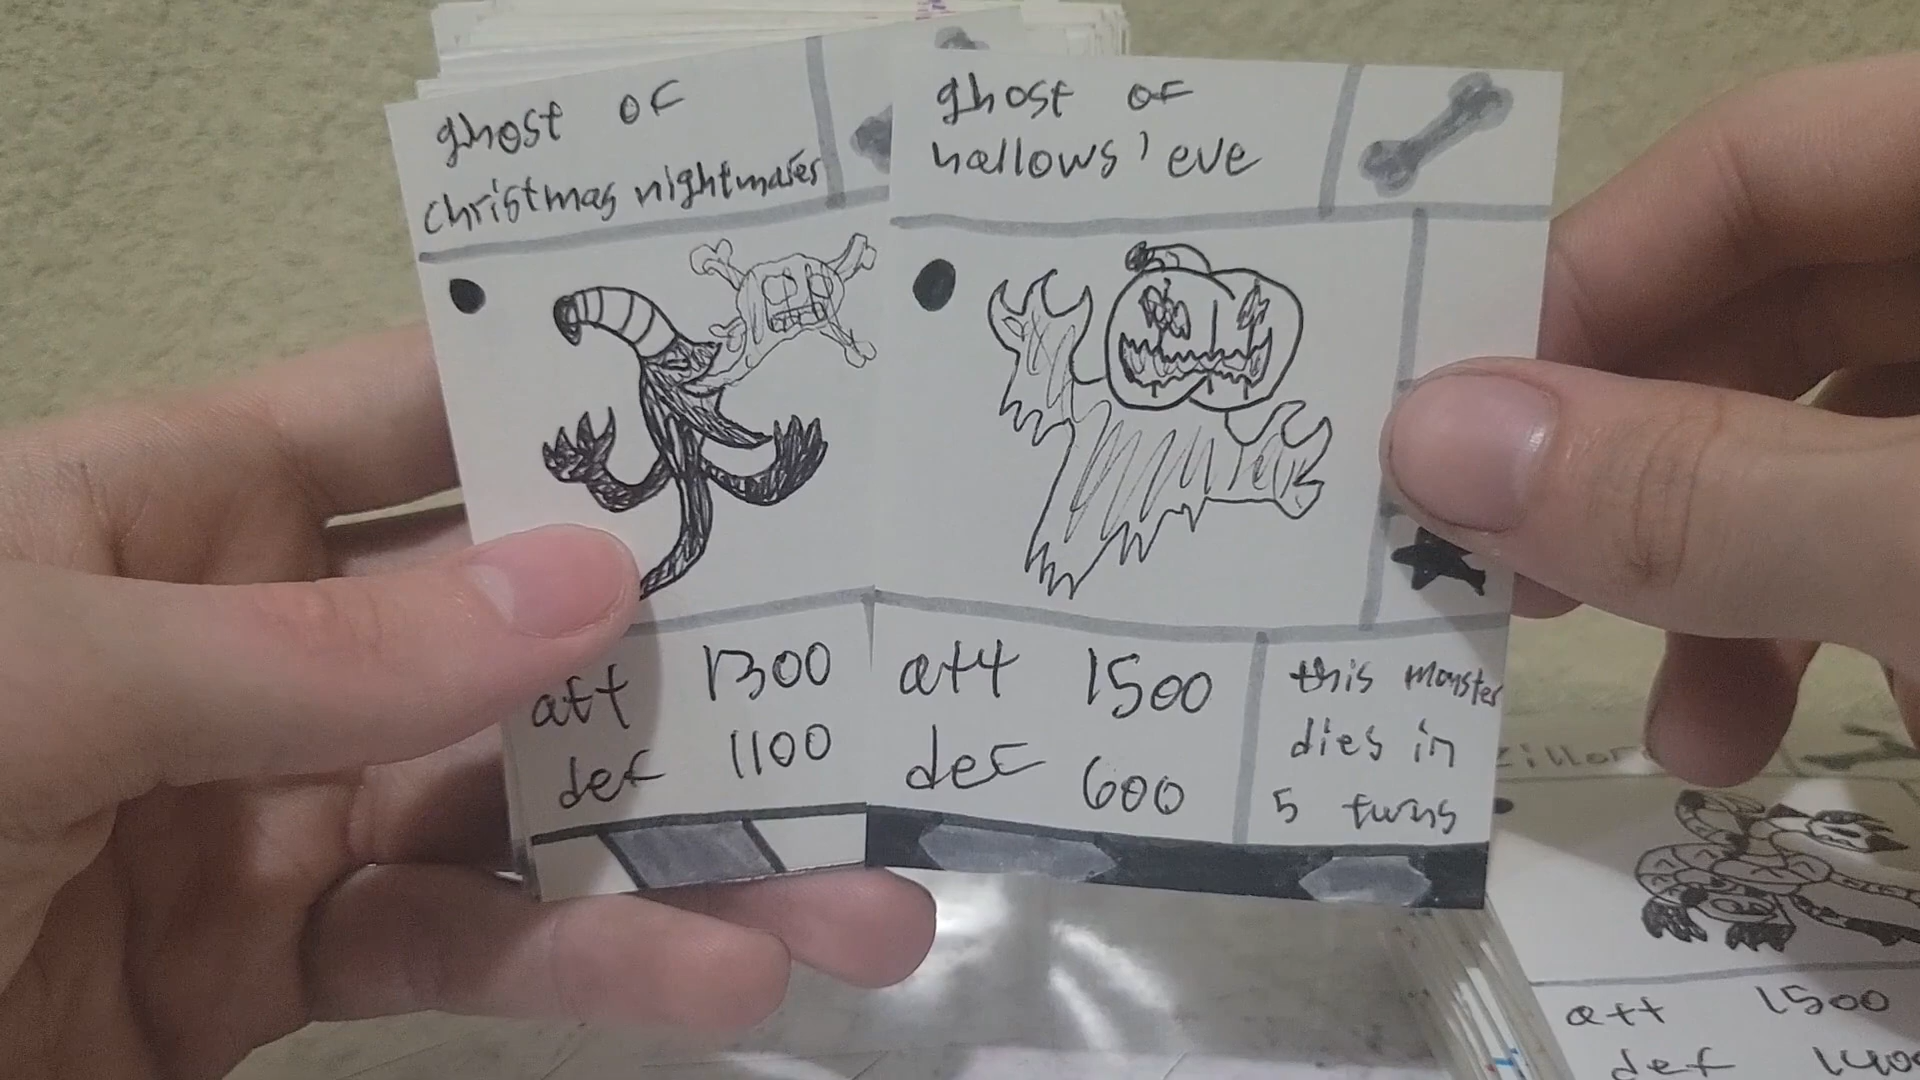 ghost of
christmas nightmares
att 1300
def 1100
ghost of
hallows' eve
att 1500
def 600
this monster
dies in
5 turns
att 1500
def